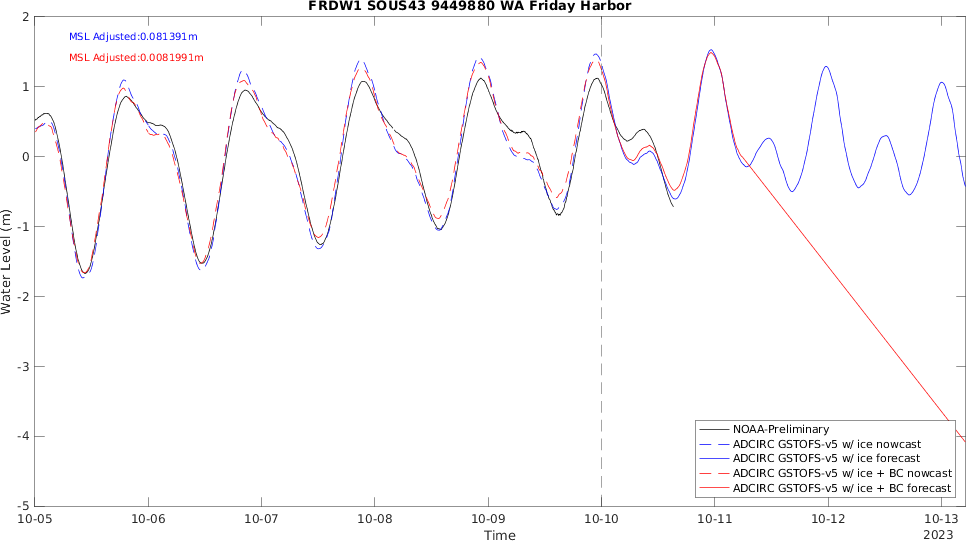 FRDW1 SOUS43 9449880 WA Friday Harbor
MSL Adjusted:0.081391m
MSL Adjusted:0.0081991m
2
1
0
-1
-2
-3
-4
-5
Water Level (m)
NOAA-Preliminary
ADCIRC GSTOFS-v5 w/ ice nowcast
ADCIRC GSTOFS-v5 w/ ice forecast
ADCIRC GSTOFS-v5 w/ ice + BC nowcast
ADCIRC GSTOFS-v5 w/ ice + BC forecast
10-05 10-06 10-07 10-08 10-09 10-10 10-11 10-12 10-13
Time
2023